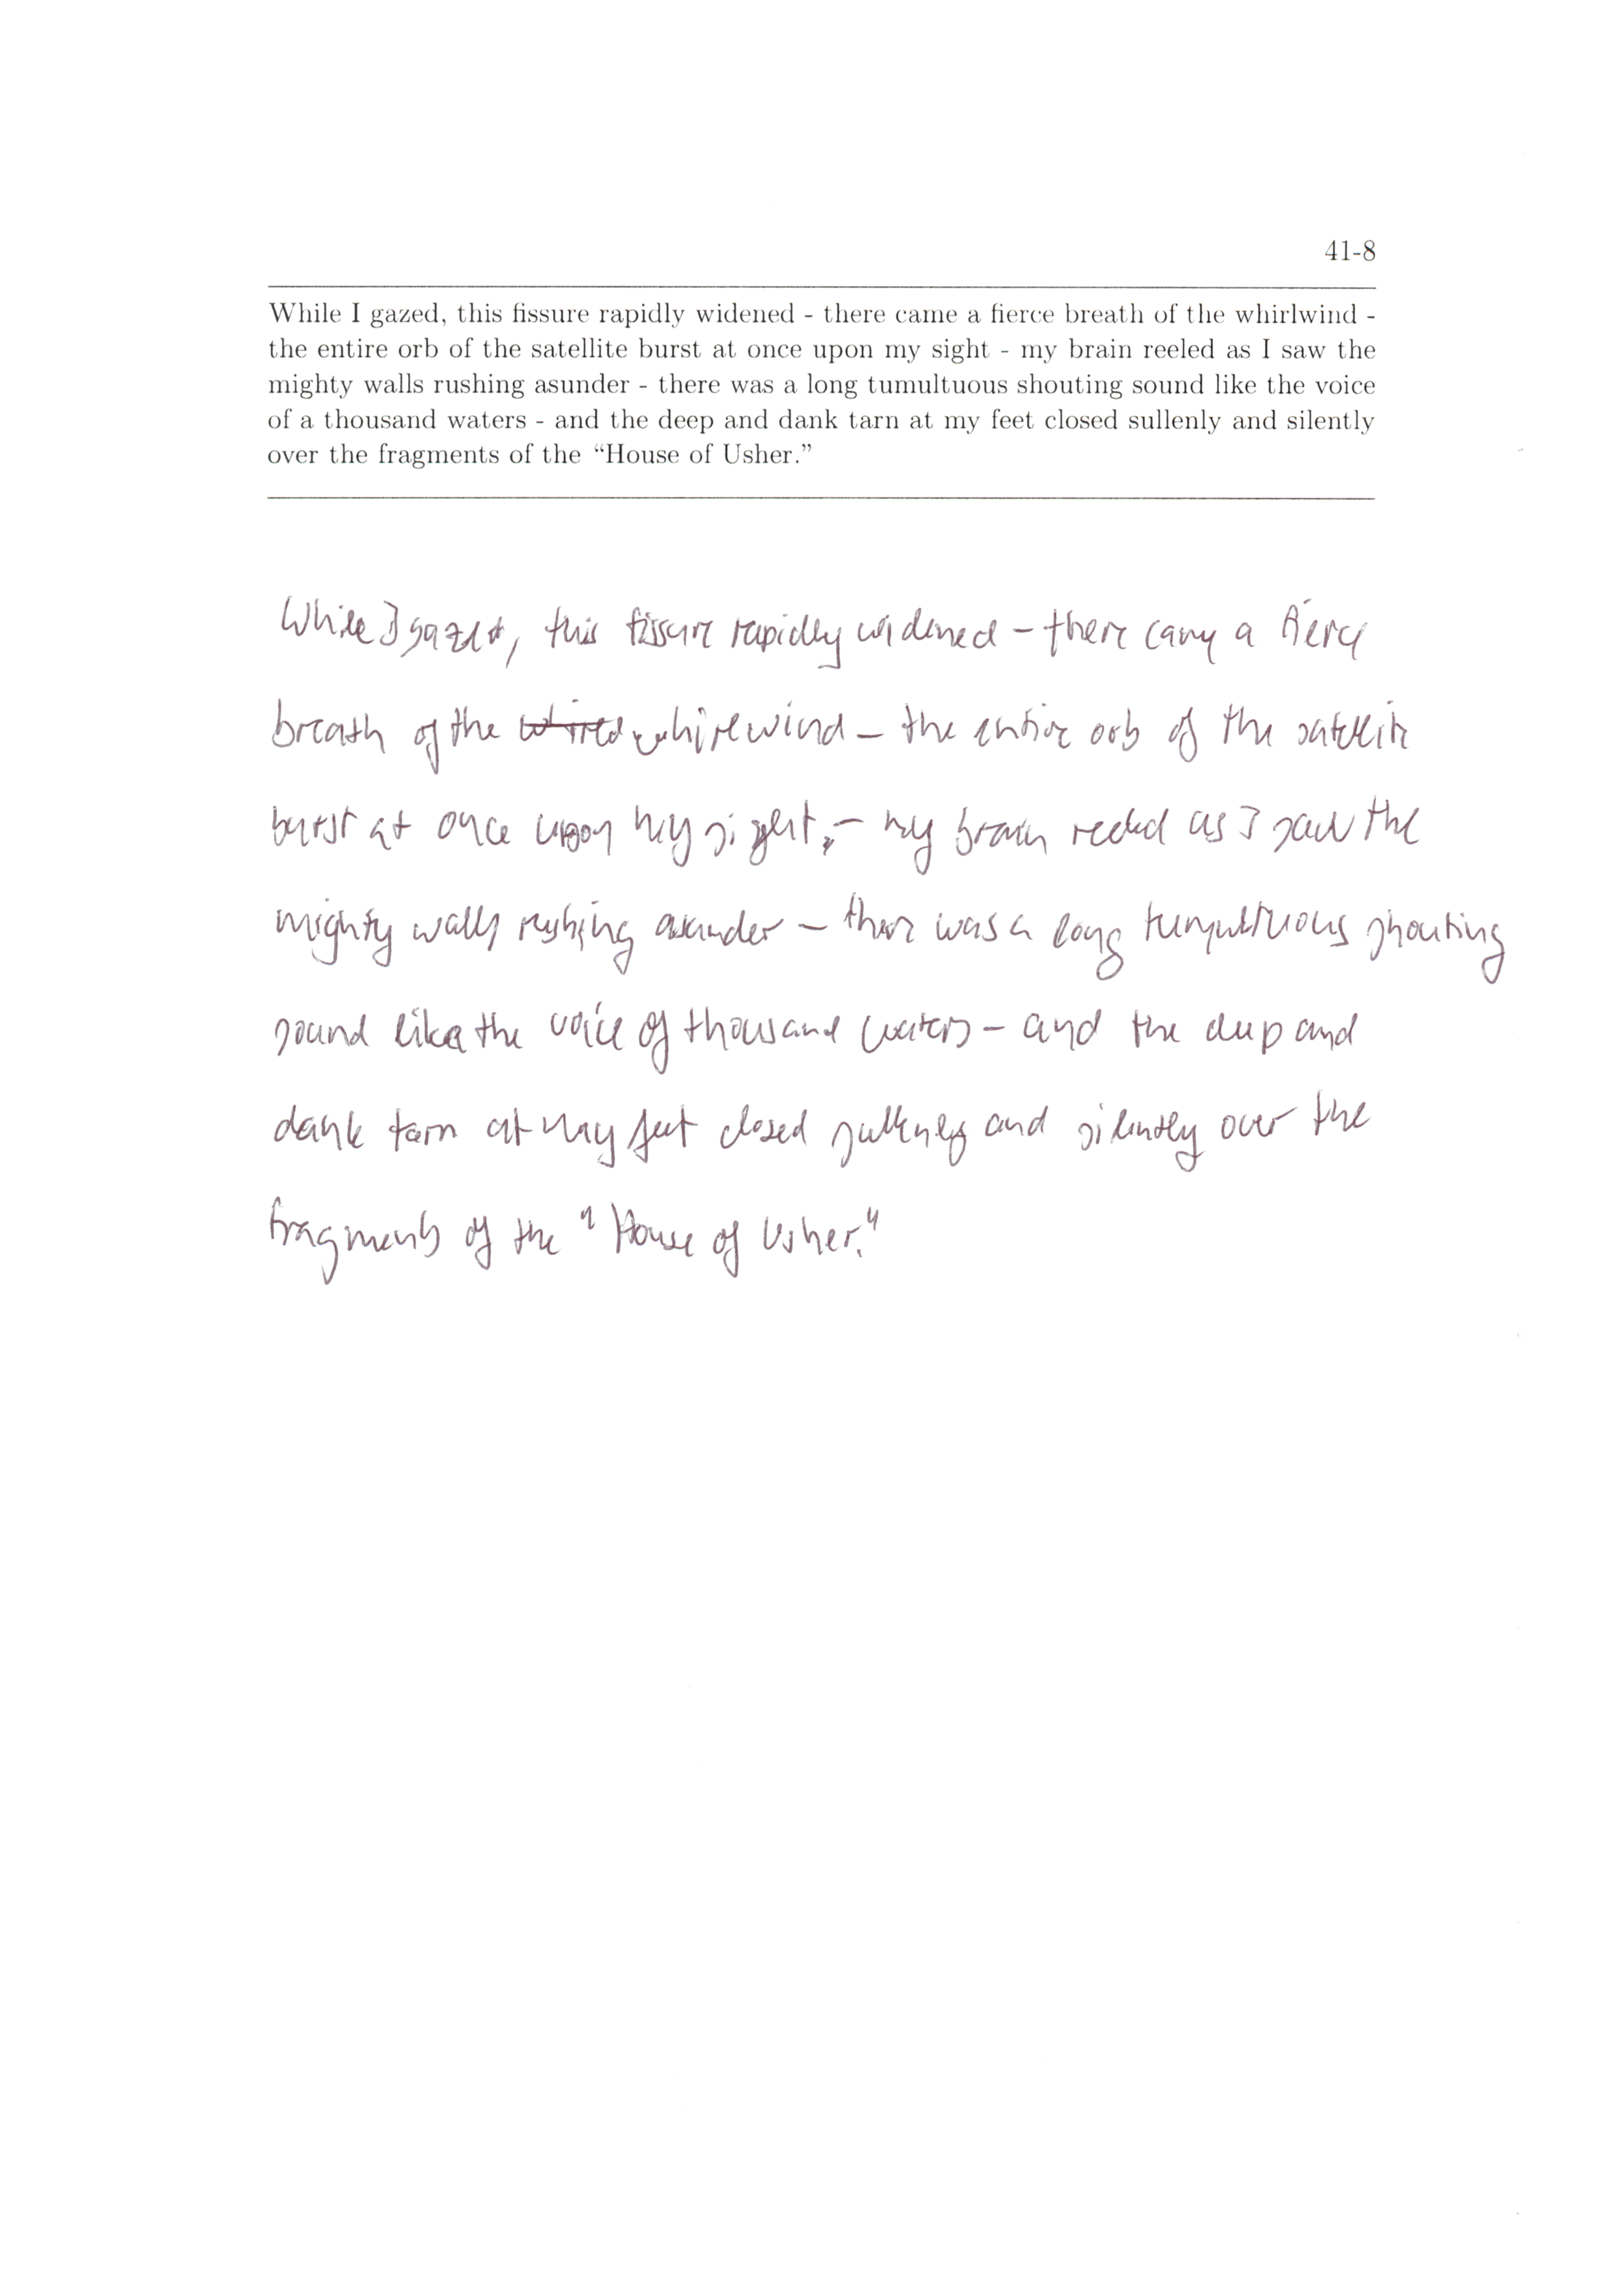 41-8
While I gazed, this fissure rapidly widened - there came a fierce breath of the whirlwind -
the entire orb of the satellite burst at once upon my sight - my brain reeled as I saw the
mighty walls rushing asunder - there was a long tumultuous shouting sound like the voice
of a thousand waters - and the deep and dank tarn at my feet closed sullenly and silently
over the fragments of the “House of Usher.”
While I gazed, this fissure rapidly widened – there came a fierce
breath of the whirlwind – the entire orb of the satellite
burst at once upon my sight, – my brain reeled as I saw the
mighty walls rushing asunder – there was a long tumultuous shouting
sound like the voice of thousand waters – and the deep and
dank tarn at my feet closed sullenly and silently over the
fragments of the "House of Usher."